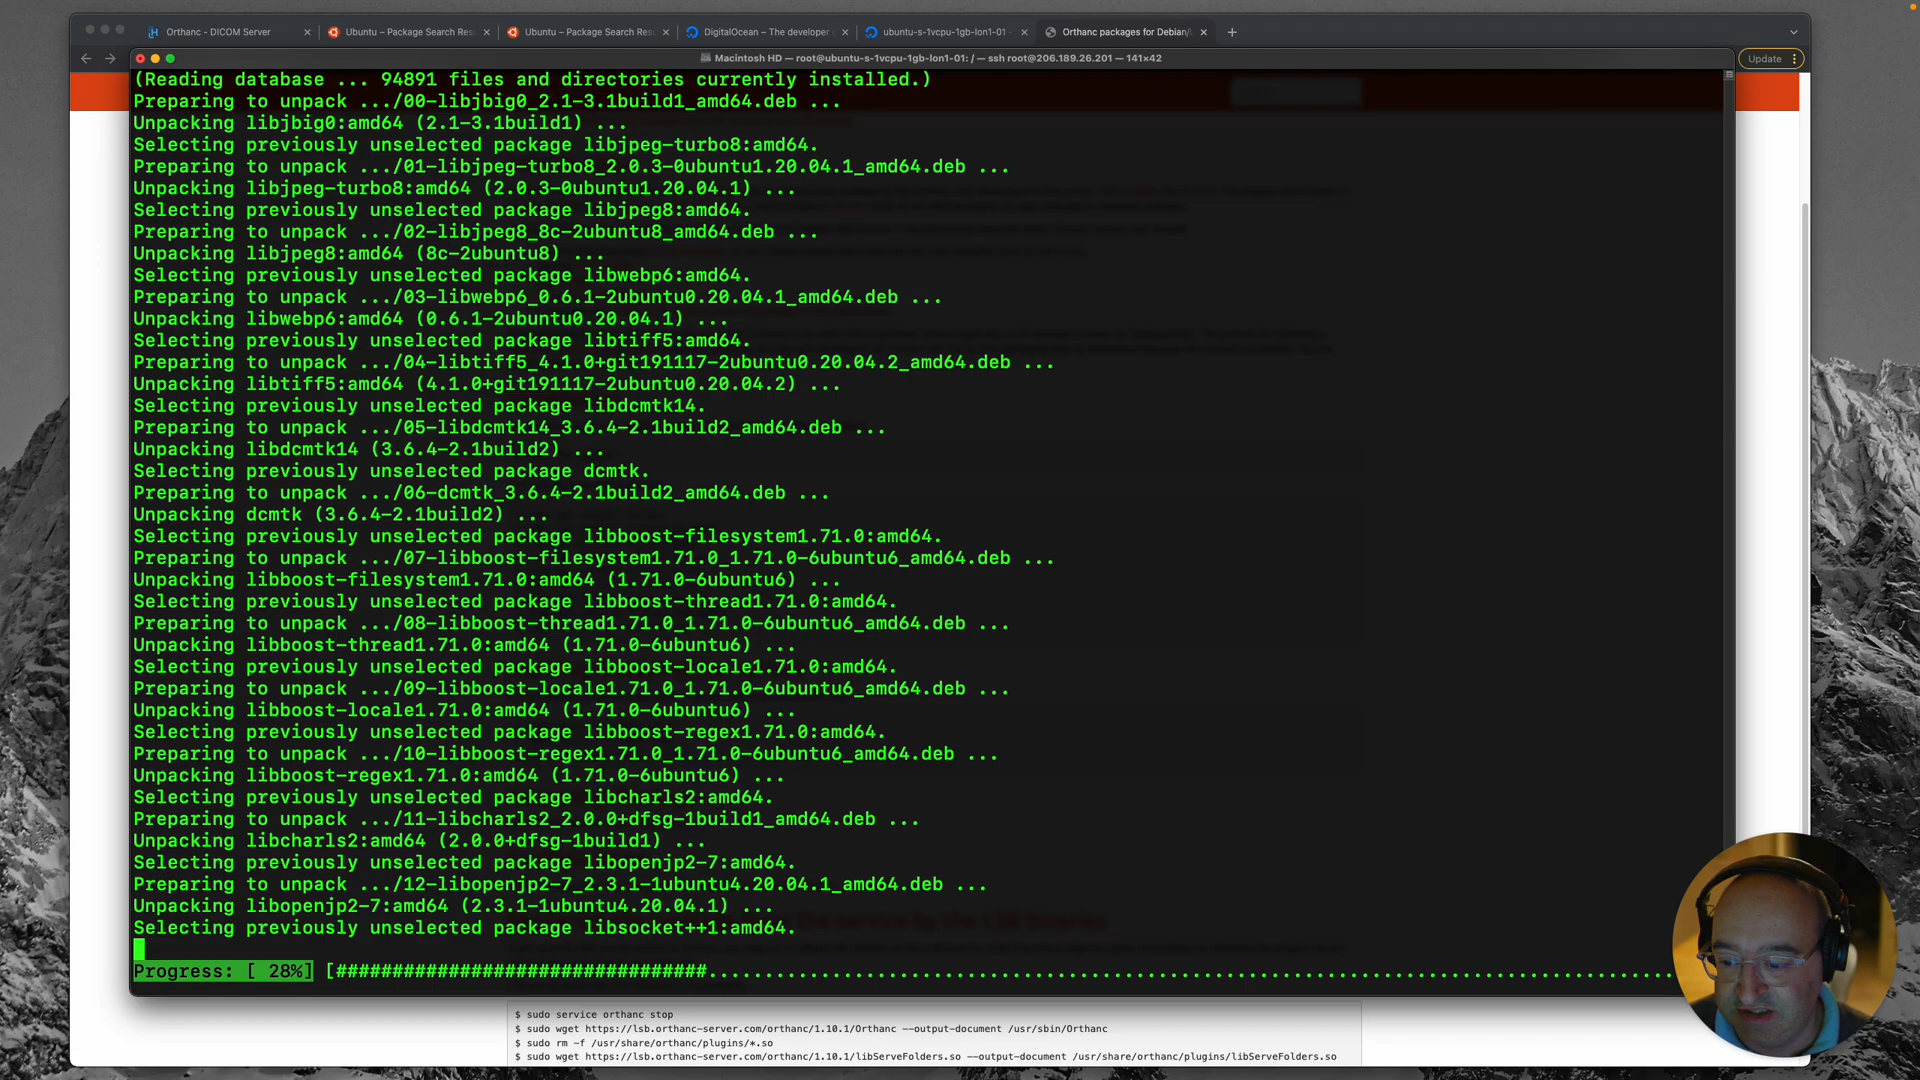 Orthanc - DICOM Server
Ubuntu – Package Search Res
Ubuntu – Package Search Res
DigitalOcean – The developer
ubuntu-s-1vcpu-1gb-lon1-01
Orthanc packages for Debian/
Update
Macintosh HD — root@ubuntu-s-1vcpu-1gb-lon1-01: / — ssh root@206.189.26.201 — 141×42
(Reading database ... 94891 files and directories currently installed.)
Preparing to unpack .../00-libjbig0_2.1-3.1build1_amd64.deb ...
Unpacking libjbig0:amd64 (2.1-3.1build1) ...
Selecting previously unselected package libjpeg-turbo8:amd64.
Preparing to unpack .../01-libjpeg-turbo8_2.0.3-0ubuntu1.20.04.1_amd64.deb ...
Unpacking libjpeg-turbo8:amd64 (2.0.3-0ubuntu1.20.04.1) ...
Selecting previously unselected package libjpeg8:amd64.
Preparing to unpack .../02-libjpeg8_8c-2ubuntu8_amd64.deb ...
Unpacking libjpeg8:amd64 (8c-2ubuntu8) ...
Selecting previously unselected package libwebp6:amd64.
Preparing to unpack .../03-libwebp6_0.6.1-2ubuntu0.20.04.1_amd64.deb ...
Unpacking libwebp6:amd64 (0.6.1-2ubuntu0.20.04.1) ...
Selecting previously unselected package libtiff5:amd64.
Preparing to unpack .../04-libtiff5_4.1.0+git191117-2ubuntu0.20.04.2_amd64.deb ...
Unpacking libtiff5:amd64 (4.1.0+git191117-2ubuntu0.20.04.2) ...
Selecting previously unselected package libdcmtk14.
Preparing to unpack .../05-libdcmtk14_3.6.4-2.1build2_amd64.deb ...
Unpacking libdcmtk14 (3.6.4-2.1build2) ...
Selecting previously unselected package dcmtk.
Preparing to unpack .../06-dcmtk_3.6.4-2.1build2_amd64.deb ...
Unpacking dcmtk (3.6.4-2.1build2) ...
Selecting previously unselected package libboost-filesystem1.71.0:amd64.
Preparing to unpack .../07-libboost-filesystem1.71.0_1.71.0-6ubuntu6_amd64.deb ...
Unpacking libboost-filesystem1.71.0:amd64 (1.71.0-6ubuntu6) ...
Selecting previously unselected package libboost-thread1.71.0:amd64.
Preparing to unpack .../08-libboost-thread1.71.0_1.71.0-6ubuntu6_amd64.deb ...
Unpacking libboost-thread1.71.0:amd64 (1.71.0-6ubuntu6) ...
Selecting previously unselected package libboost-locale1.71.0:amd64.
Preparing to unpack .../09-libboost-locale1.71.0_1.71.0-6ubuntu6_amd64.deb ...
Unpacking libboost-locale1.71.0:amd64 (1.71.0-6ubuntu6) ...
Selecting previously unselected package libboost-regex1.71.0:amd64.
Preparing to unpack .../10-libboost-regex1.71.0_1.71.0-6ubuntu6_amd64.deb ...
Unpacking libboost-regex1.71.0:amd64 (1.71.0-6ubuntu6) ...
Selecting previously unselected package libcharls2:amd64.
Preparing to unpack .../11-libcharls2_2.0.0+dfsg-1build1_amd64.deb ...
Unpacking libcharls2:amd64 (2.0.0+dfsg-1build1) ...
Selecting previously unselected package libopenjp2-7:amd64.
Preparing to unpack .../12-libopenjp2-7_2.3.1-1ubuntu4.20.04.1_amd64.deb ...
Unpacking libopenjp2-7:amd64 (2.3.1-1ubuntu4.20.04.1) ...
Selecting previously unselected package libsocket++1:amd64.
the service by the LSB binaries
Progress: [ 28%] [#################################......................................................................................
$ sudo service orthanc stop
$ sudo wget https://lsb.orthanc-server.com/orthanc/1.10.1/Orthanc --output-document /usr/sbin/Orthanc
$ sudo rm -f /usr/share/orthanc/plugins/*.so
$ sudo wget https://lsb.orthanc-server.com/orthanc/1.10.1/libServeFolders.so --output-document /usr/share/orthanc/plugins/libServeFolders.so